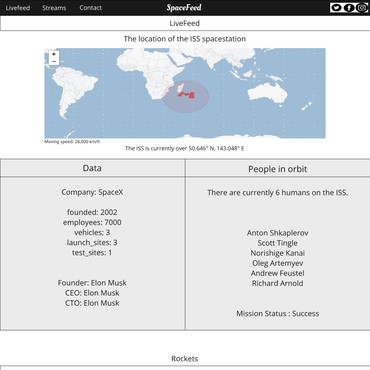 Livefeed
Streams
Contact
SpaceFeed
LiveFeed
The location of the ISS spacestation
+
−
Moving speed: 28,000 km/h
The ISS is currently over 50.646° N, 143.048° E
Data
People in orbit
Company: SpaceX
There are currently 6 humans on the ISS.
founded: 2002
employees: 7000
vehicles: 3
launch_sites: 3
test_sites: 1
Anton Shkaplerov
Scott Tingle
Norishige Kanai
Oleg Artemyev
Andrew Feustel
Richard Arnold
Founder: Elon Musk
CEO: Elon Musk
CTO: Elon Musk
Mission Status : Success
Rockets